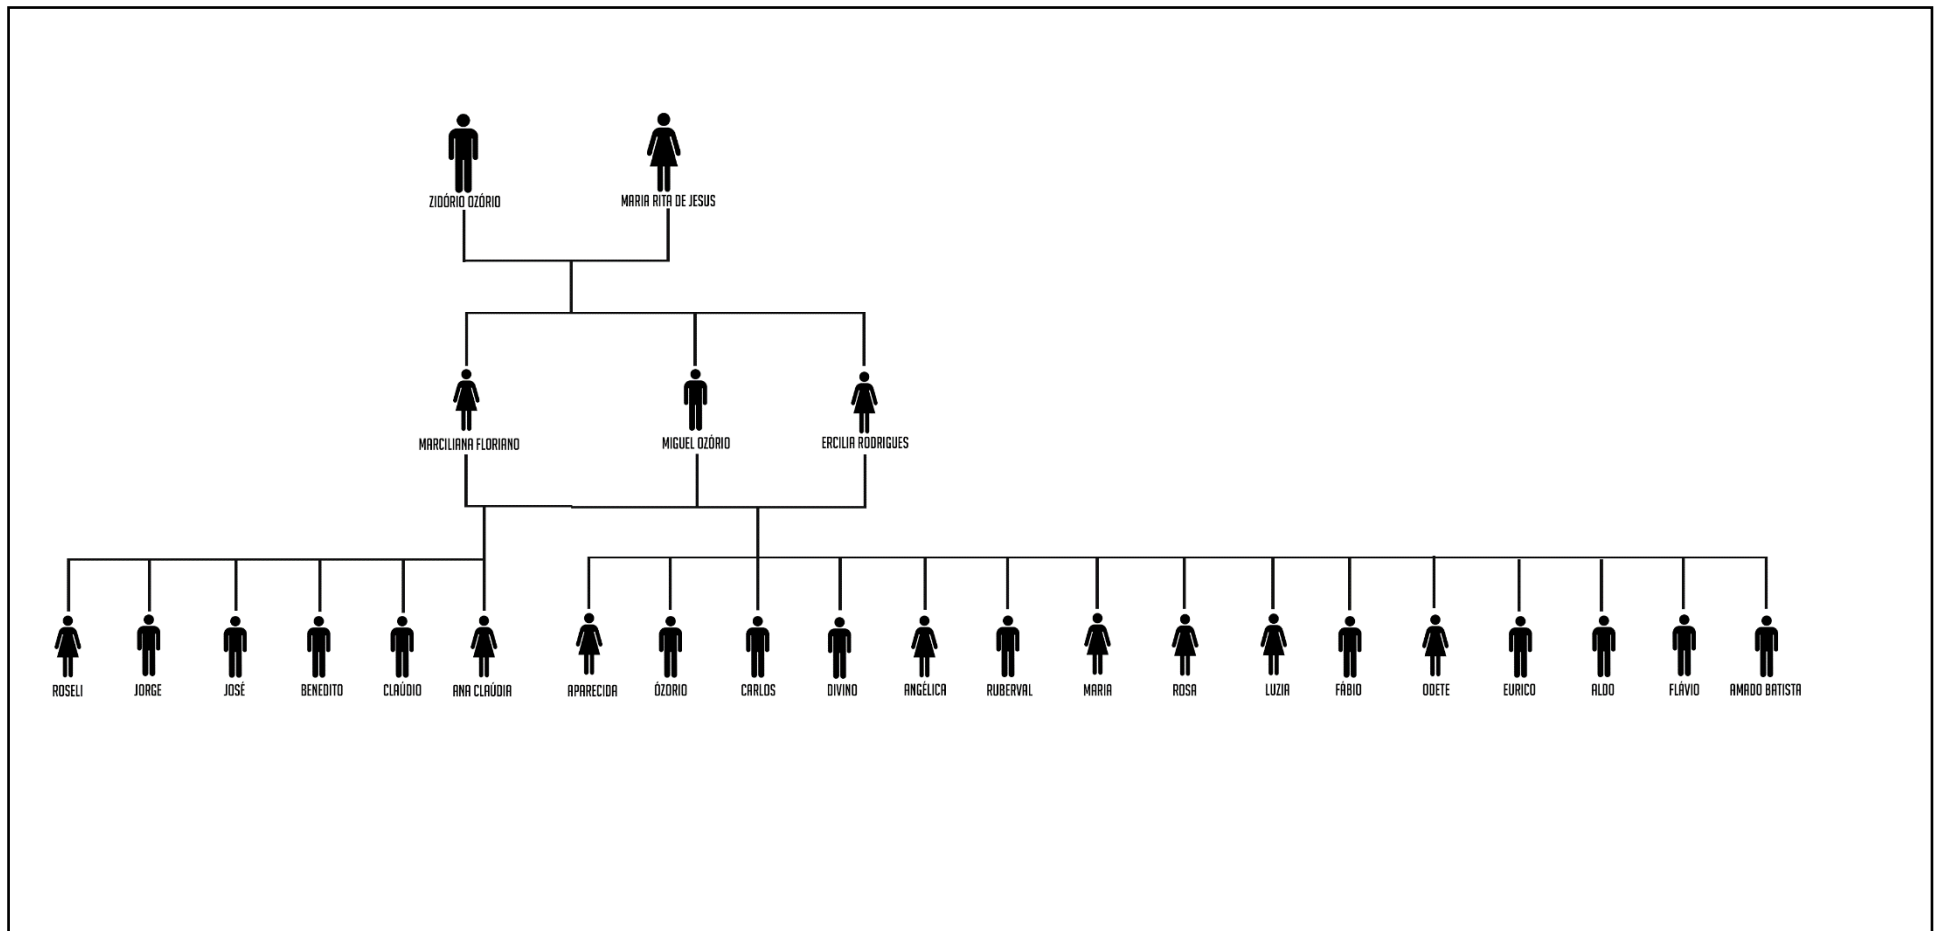 ZIDÓRIO OZÓRIO
MARIA RITA DE JESUS
MARCILIANA FLORIANO
MIGUEL OZÓRIO
ERCILIA RODRIGUES
ROSELI
JORGE
JOSÉ
BENEDITO
CLAÚDIO
ANA CLAÚDIA
APARECIDA
ÓZORIO
CARLOS
DIVINO
ANGÉLICA
RUBERVAL
MARIA
ROSA
LUZIA
FÁBIO
ODETE
EURICO
ALDO
FLÁVIO
AMADO BATISTA